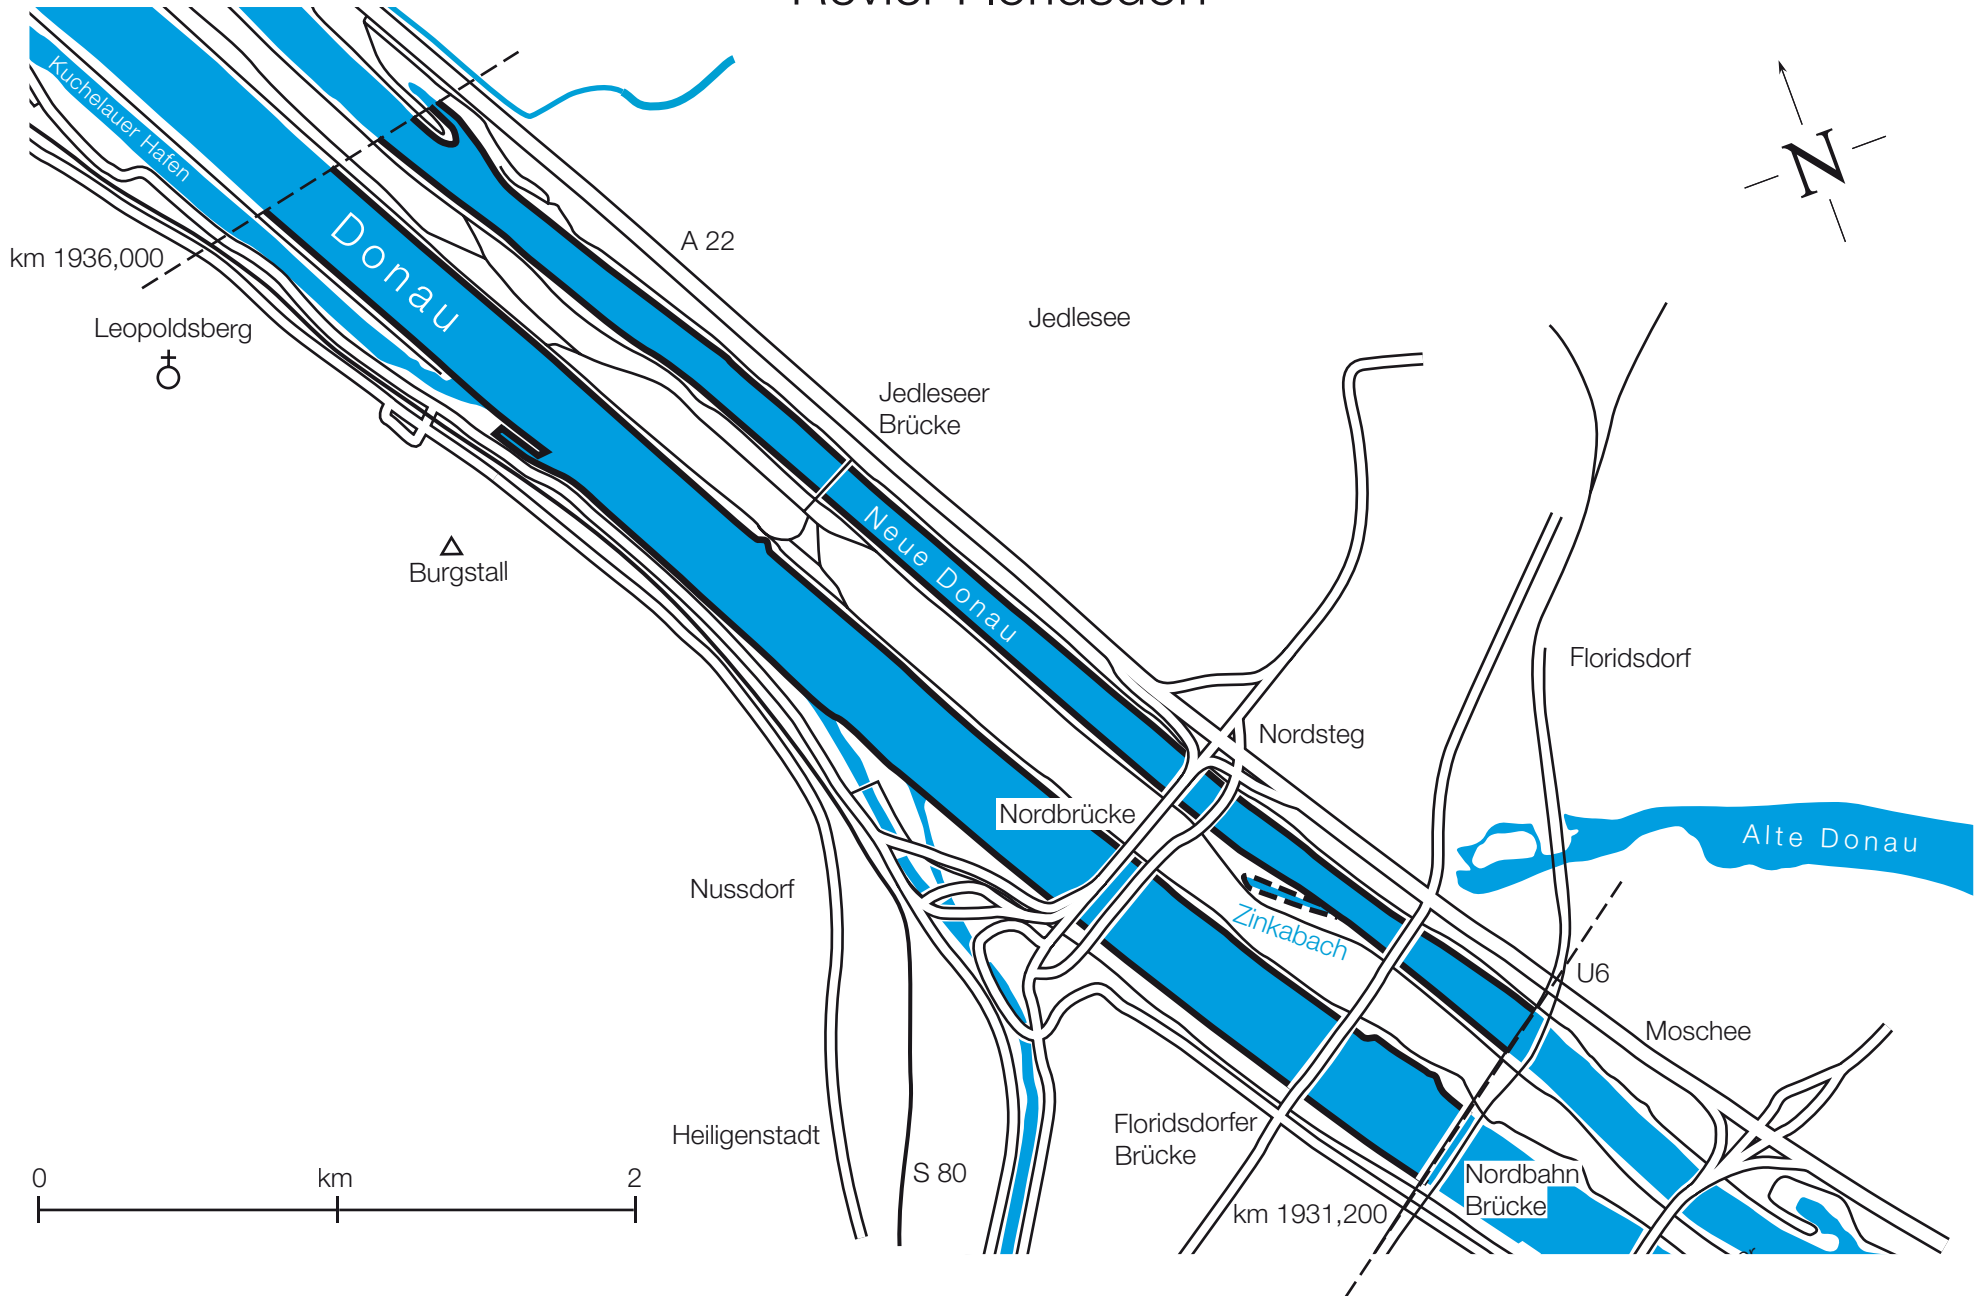 Kuchelauer Hafen
km 1936,000
Donau
A 22
N
Leopoldsberg
Jedlesee
Jedleseer
Brücke
Burgstall
Neue Donau
Floridsdorf
Nordsteg
Nordbrücke
Alte Donau
Nussdorf
Zinkabach
U6
Moschee
Heiligenstadt
Floridsdorfer
Brücke
S 80
Nordbahn
Brücke
km 1931,200
0 km 2